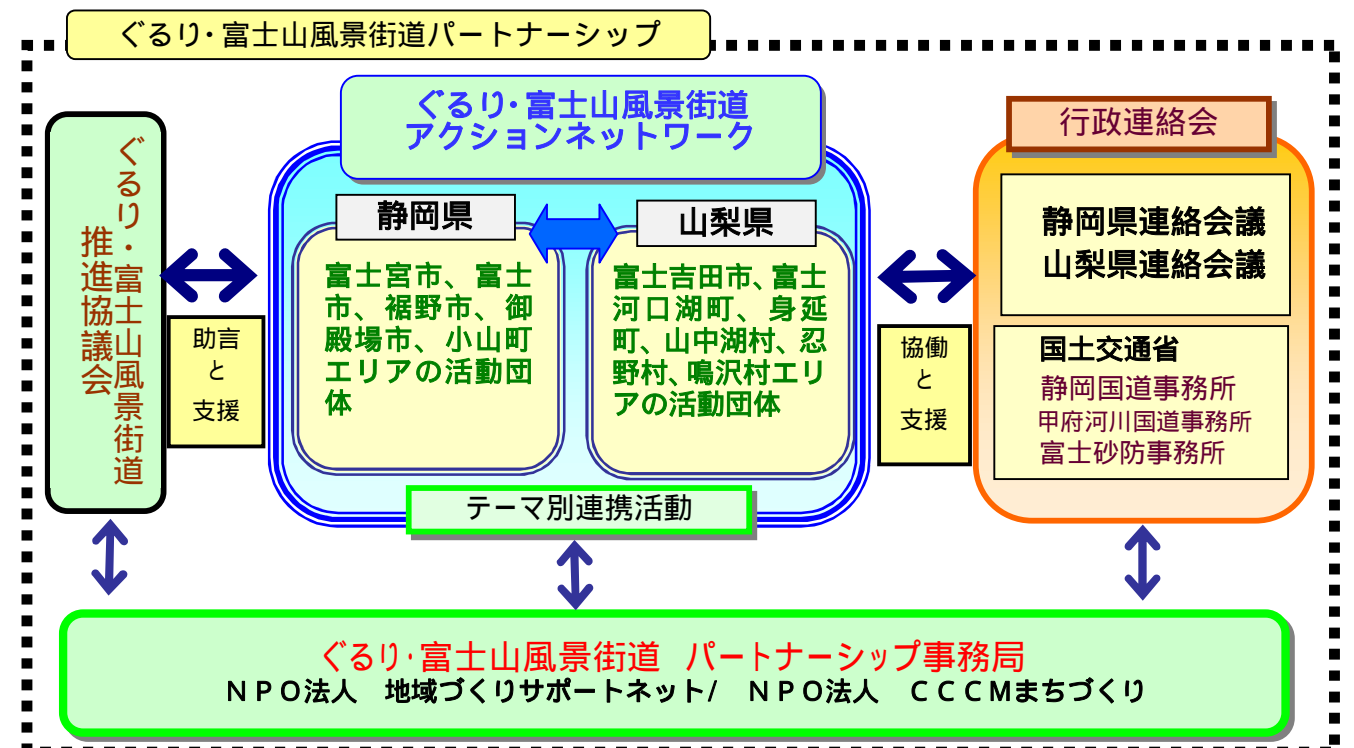 ぐるり・富士山風景街道パートナーシップ
ぐるり・富士山風景街道
推進協議会
助言
と
支援
ぐるり・富士山風景街道
アクションネットワーク
静岡県
富士宮市、富士
市、裾野市、御
殿場市、小山町
エリアの活動団
体
山梨県
富士吉田市、富士
河口湖町、身延
町、山中湖村、忍
野村、鳴沢村エリ
アの活動団体
テーマ別連携活動
協働
と
支援
行政連絡会
静岡県連絡会議
山梨県連絡会議
国土交通省
静岡国道事務所
甲府河川国道事務所
富士砂防事務所
ぐるり・富士山風景街道 パートナーシップ事務局
ＮＰＯ法人 地域づくりサポートネット/ ＮＰＯ法人 ＣＣＣＭまちづくり